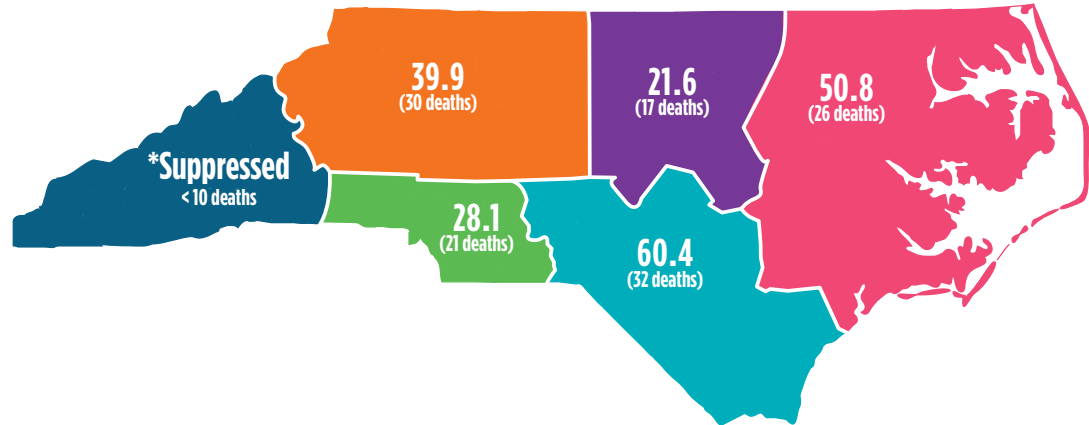 39.9
(30 deaths)
21.6
(17 deaths)
50.8
(26 deaths)
*Suppressed
< 10 deaths
28.1
(21 deaths)
60.4
(32 deaths)